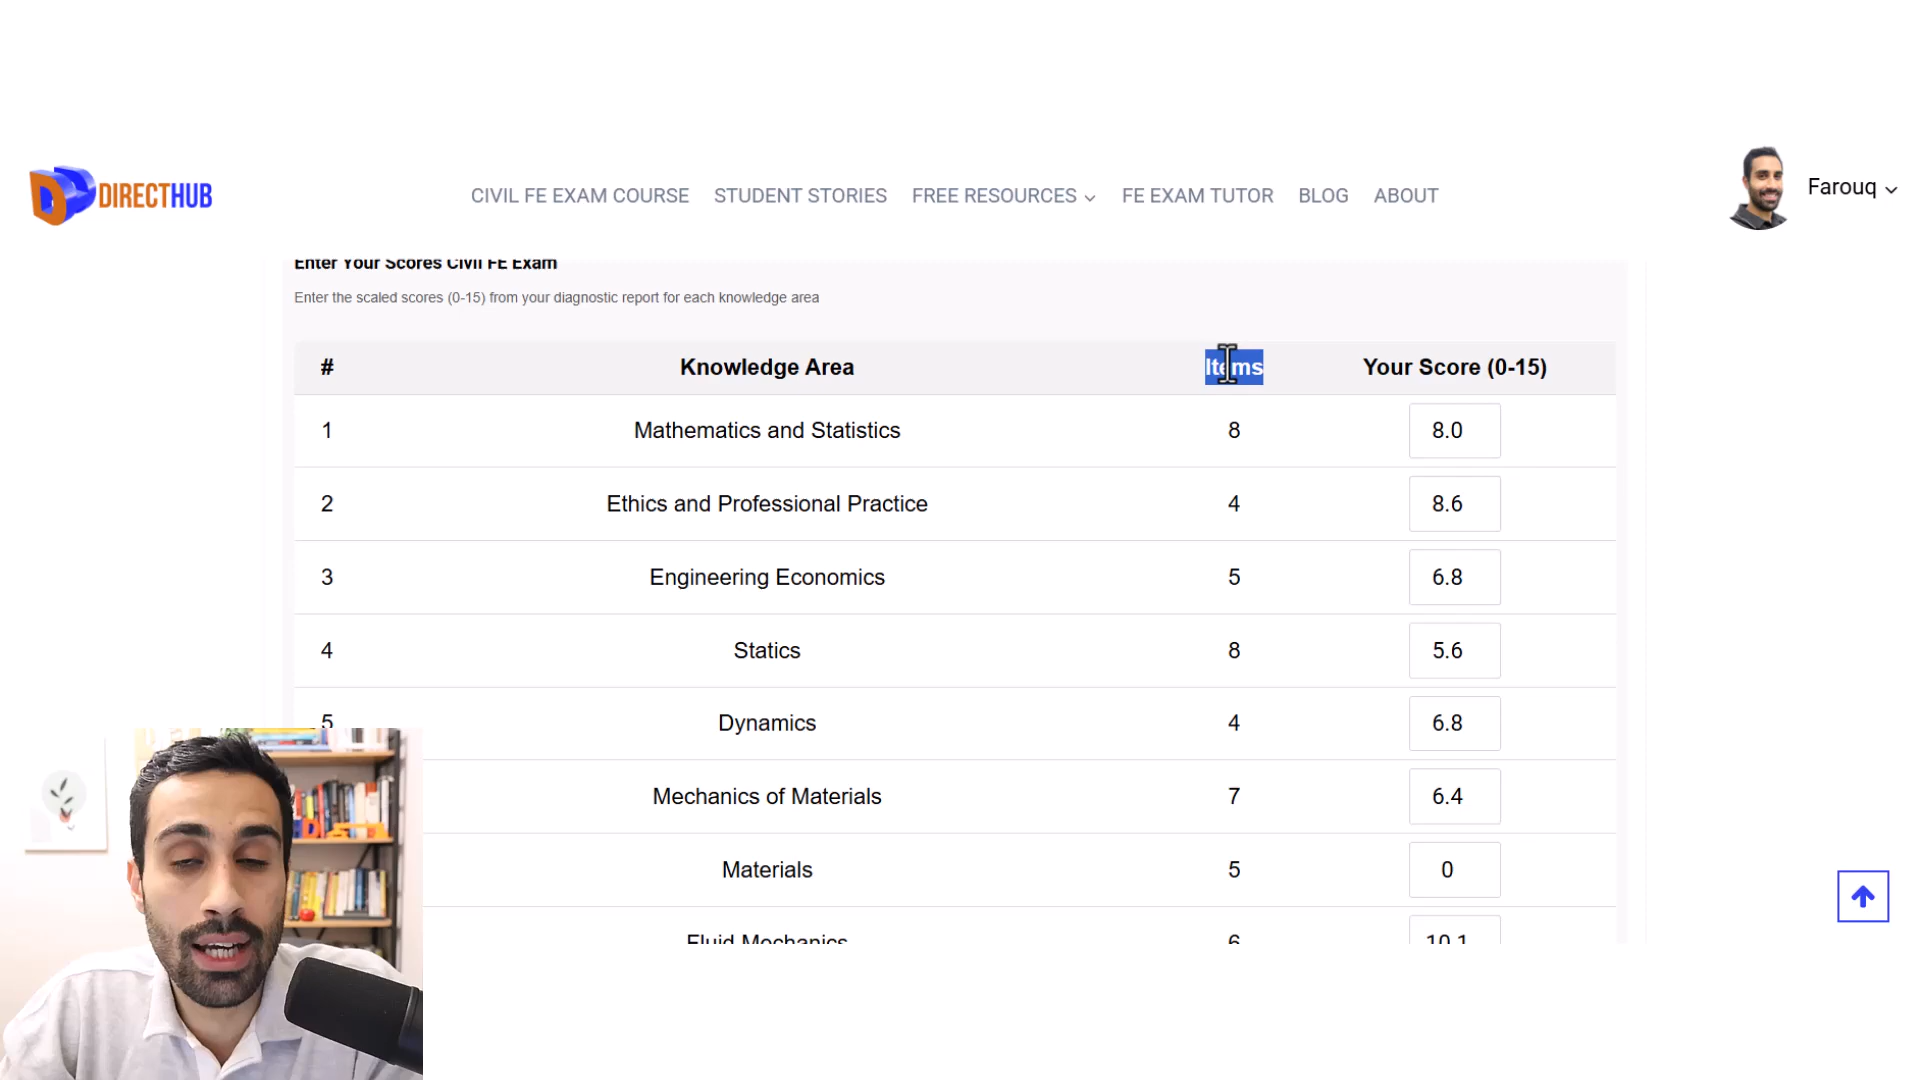 DIRECTHUB
CIVIL FE EXAM COURSE STUDENT STORIES FREE RESOURCES FE EXAM TUTOR BLOG ABOUT
Farouq
Enter Your Scores Civil FE Exam
Enter the scaled scores (0-15) from your diagnostic report for each knowledge area
# Knowledge Area Items Your Score (0-15)
1 Mathematics and Statistics 8 8.0
2 Ethics and Professional Practice 4 8.6
3 Engineering Economics 5 6.8
4 Statics 8 5.6
5 Dynamics 4 6.8
Mechanics of Materials 7 6.4
Materials 5 0
Fluid Mechanics 6 10.1